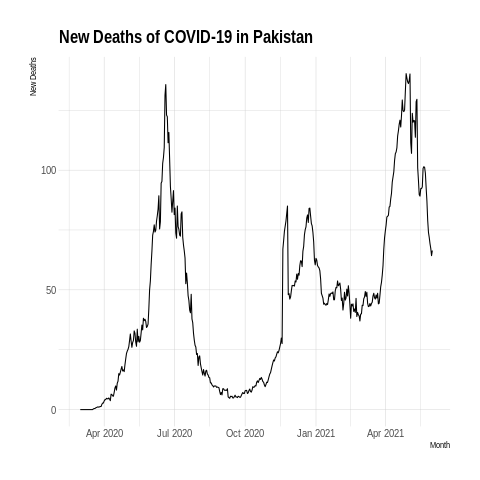 New Deaths of COVID-19 in Pakistan
New Deaths
100
50
0
Apr 2020 Jul 2020 Oct 2020 Jan 2021 Apr 2021
Month